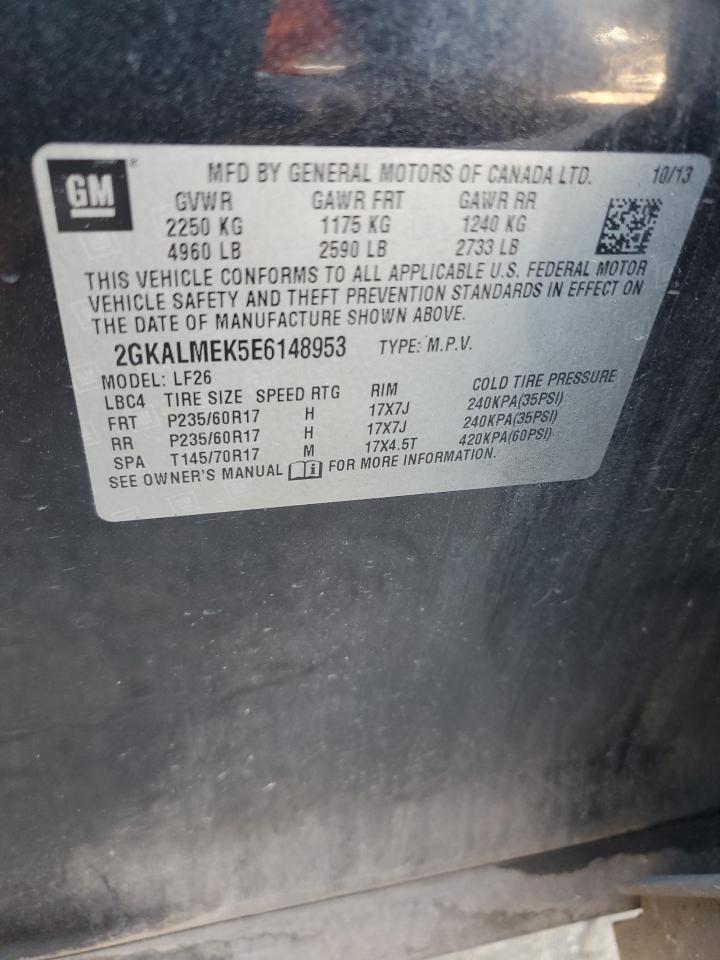 GM ® MFD BY GENERAL MOTORS OF CANADA LTD. 10/13
GVWR GAWR FRT GAWR RR
2250 KG 1175 KG 1240 KG
4960 LB 2590 LB 2733 LB
THIS VEHICLE CONFORMS TO ALL APPLICABLE U.S. FEDERAL MOTOR
VEHICLE SAFETY AND THEFT PREVENTION STANDARDS IN EFFECT ON
THE DATE OF MANUFACTURE SHOWN ABOVE.
2GKALMEK5E6148953 TYPE: M.P.V.
MODEL: LF26
LBC4 TIRE SIZE SPEED RTG RIM COLD TIRE PRESSURE
FRT P235/60R17 H 17X7J 240KPA(35PSI)
RR P235/60R17 H 17X7J 240KPA(35PSI)
SPA T145/70R17 M 17X4.5T 420KPA(60PSI)
SEE OWNER'S MANUAL i FOR MORE INFORMATION.